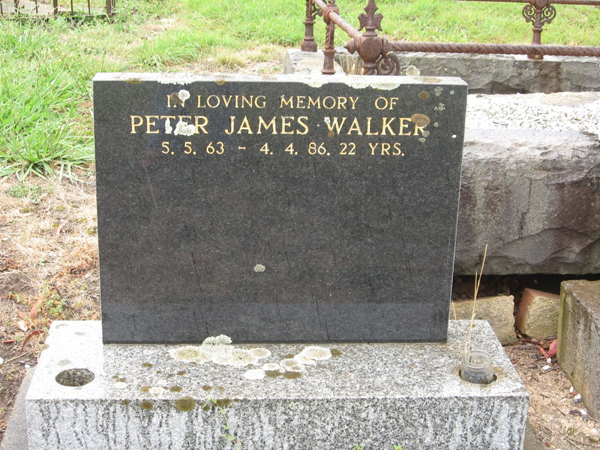 IN LOVING MEMORY OF
PETER JAMES WALKER
5. 5. 63 - 4. 4. 86. 22 YRS.